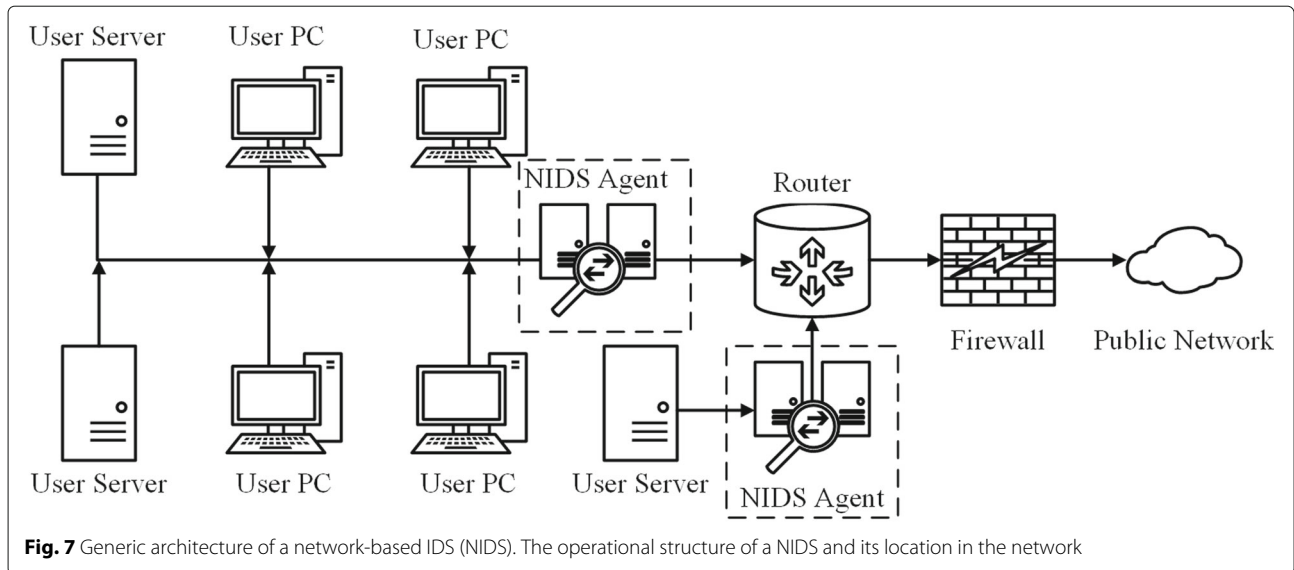 User Server
User PC
User PC
NIDS Agent
Router
Firewall
Public Network
User Server
User PC
User PC
User Server
NIDS Agent
Fig. 7 Generic architecture of a network-based IDS (NIDS). The operational structure of a NIDS and its location in the network